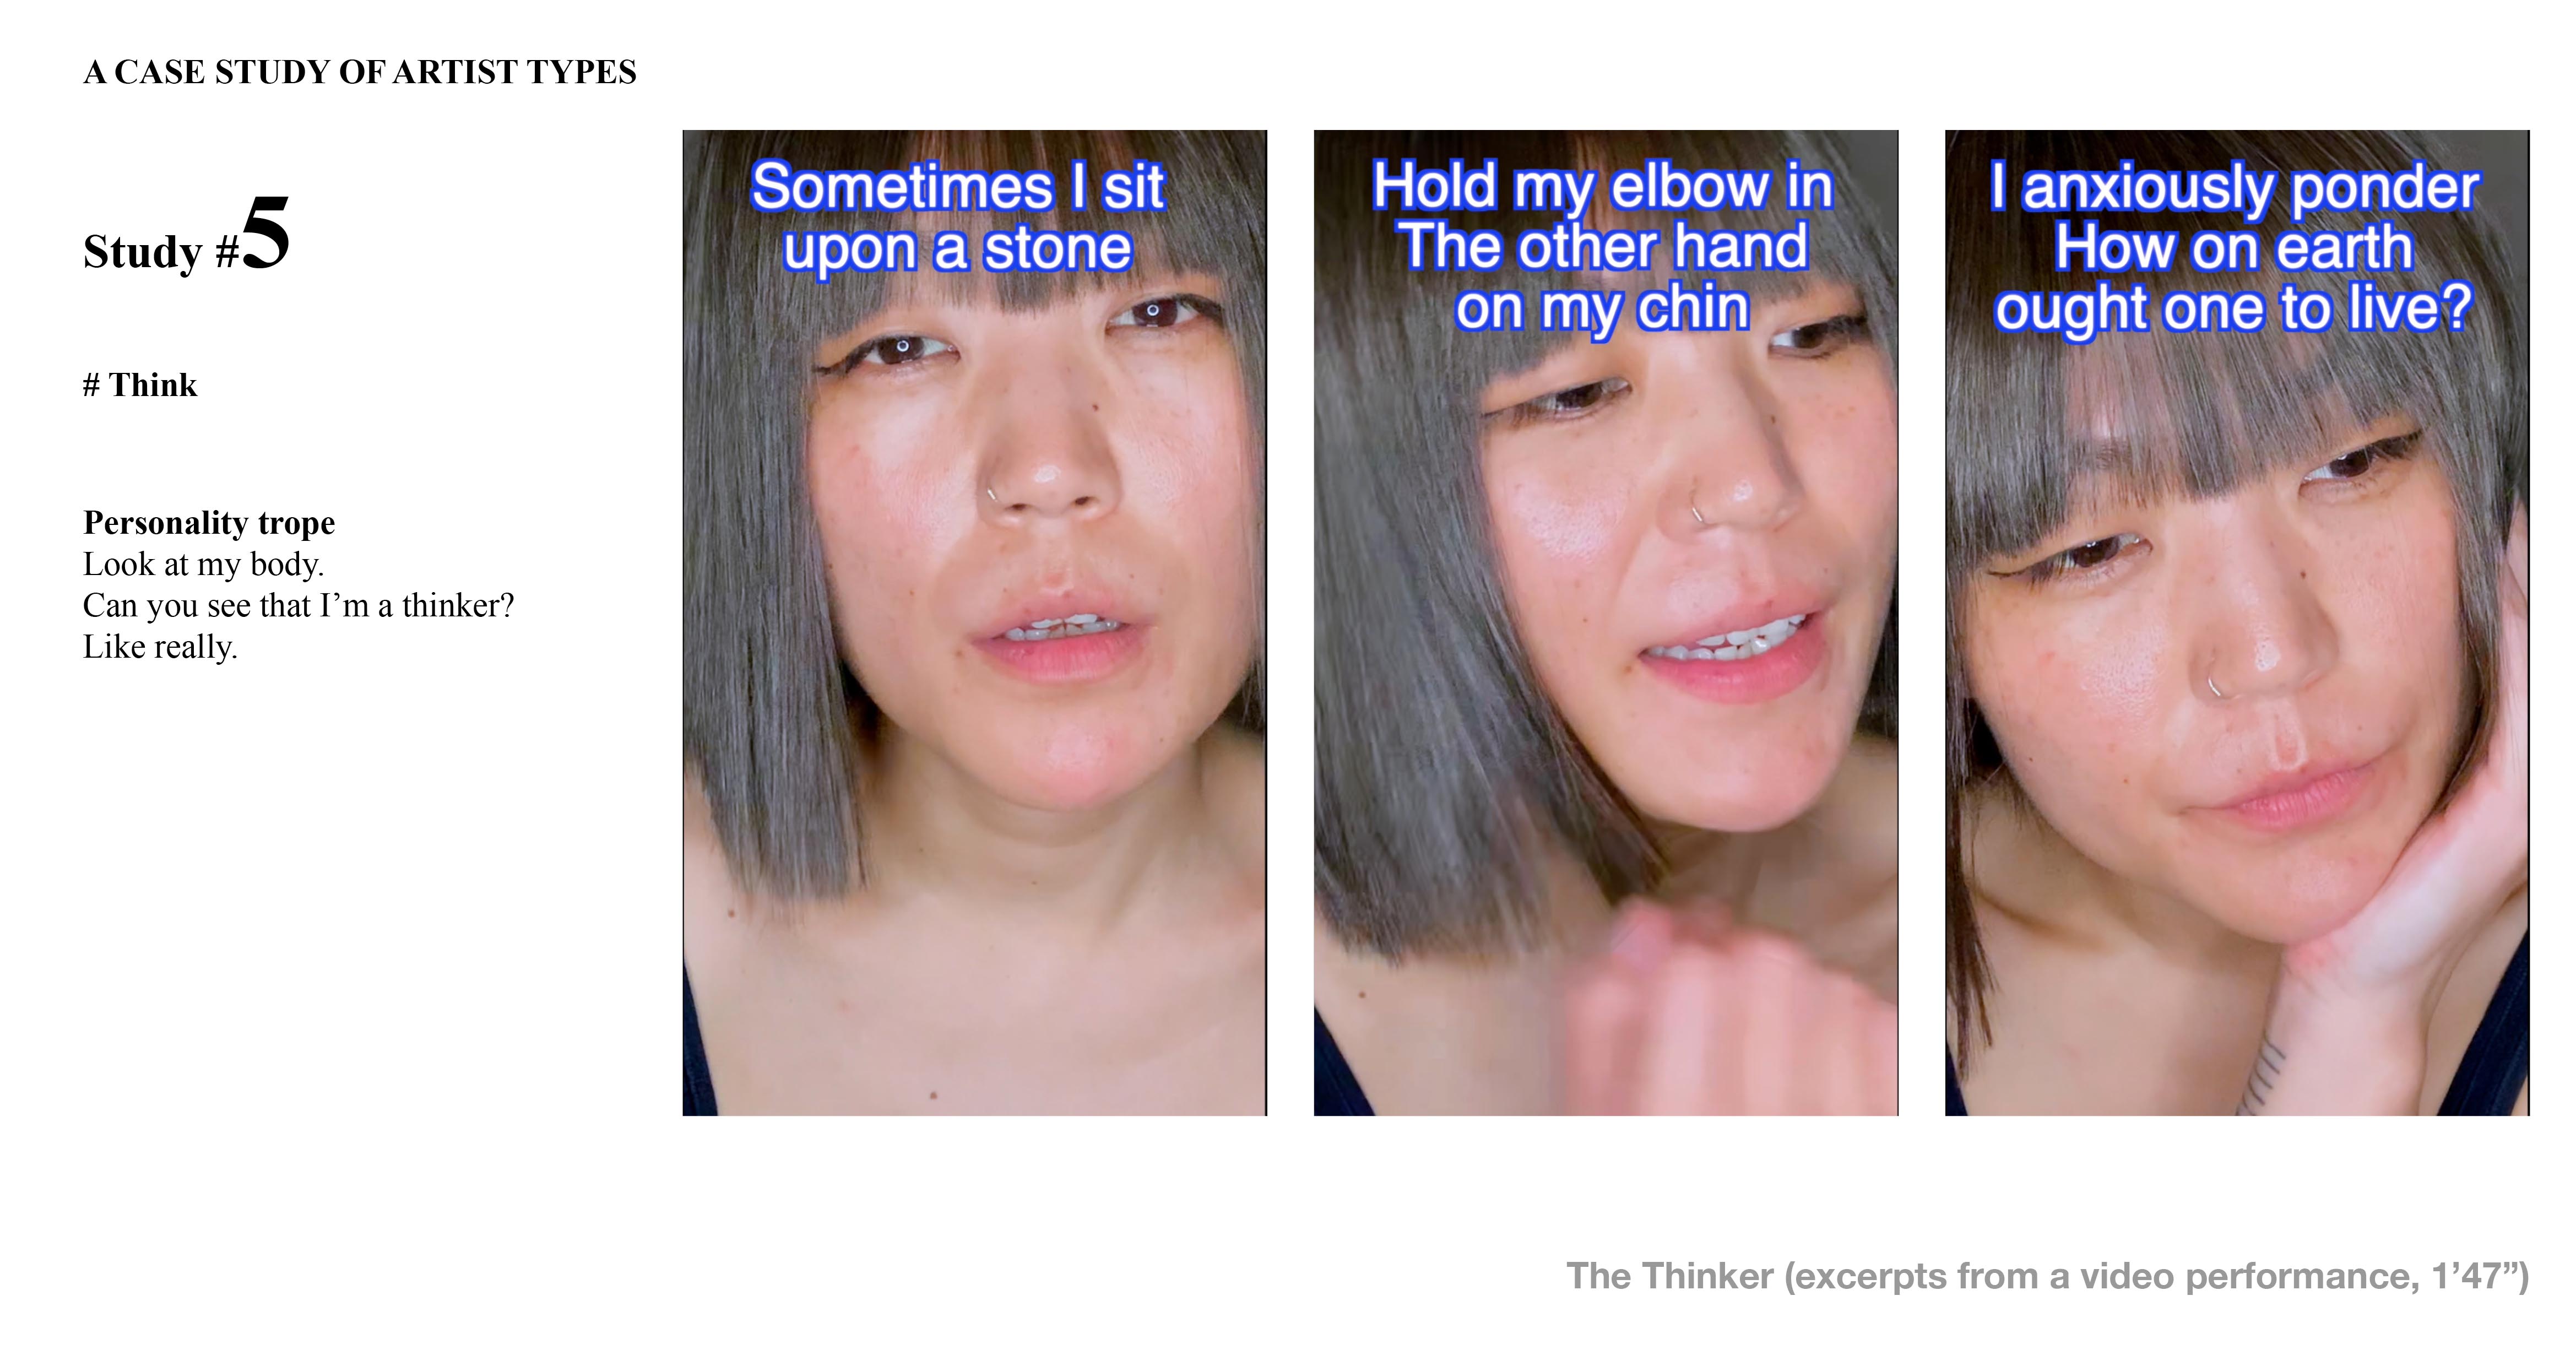 A CASE STUDY OF ARTIST TYPES
Study #5
# Think
Personality trope
Look at my body.
Can you see that I’m a thinker?
Like really.
Sometimes I sit
upon a stone
Hold my elbow in
The other hand
on my chin
I anxiously ponder
How on earth
ought one to live?
The Thinker (excerpts from a video performance, 1’47”)